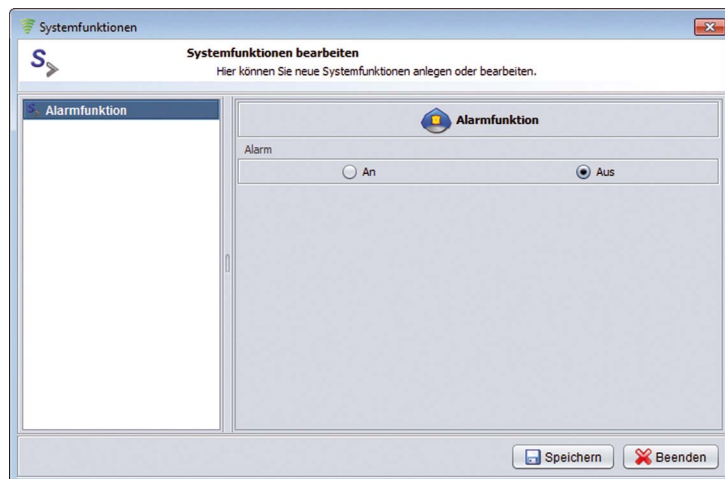 Systemfunktionen
Systemfunktionen bearbeiten
Hier können Sie neue Systemfunktionen anlegen oder bearbeiten.
Alarmfunktion
Alarmfunktion
Alarm
An
Aus
Speichern
Beenden